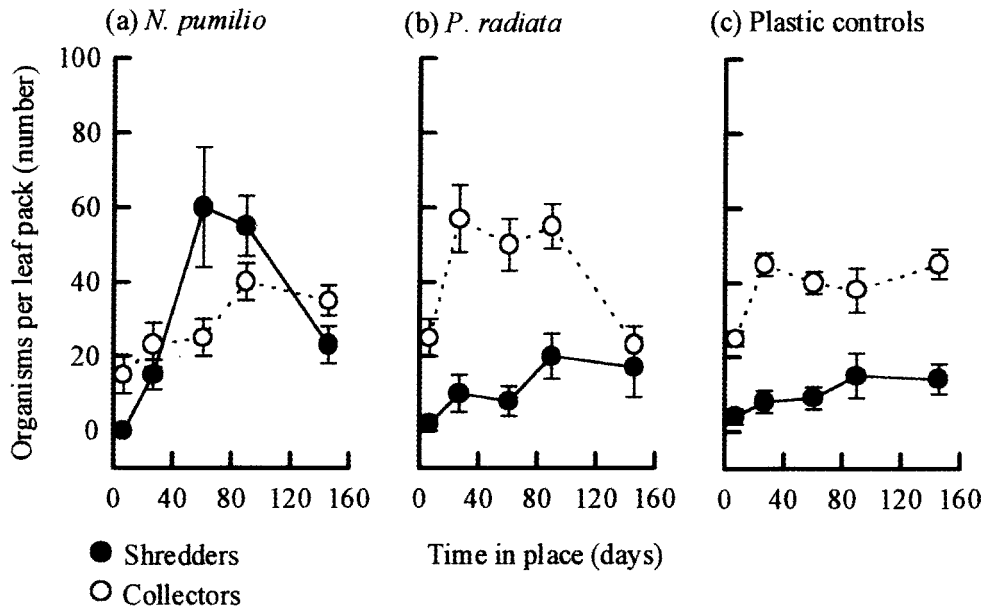 (a) N. pumilio
(b) P. radiata
(c) Plastic controls
Organisms per leaf pack (number)
100
80
60
40
20
0
0 40 80 120 160
0 40 80 120 160
0 40 80 120 160
Time in place (days)
Shredders
Collectors